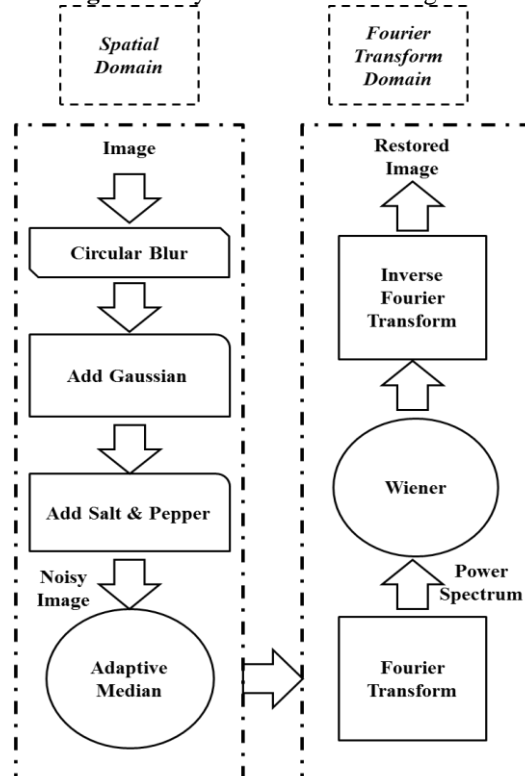 Spatial
Domain
Image
Circular Blur
Add Gaussian
Add Salt & Pepper
Noisy
Image
Adaptive
Median
Fourier
Transform
Domain
Restored
Image
Inverse
Fourier
Transform
Wiener
Power
Spectrum
Fourier
Transform